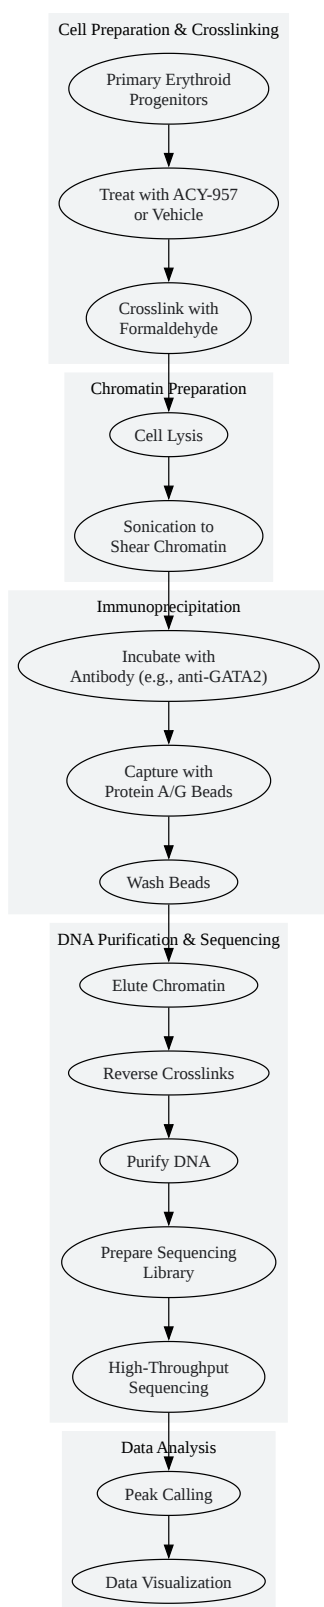 Cell Preparation & Crosslinking
Primary Erythroid
Progenitors
Treat with ACY-957
or Vehicle
Crosslink with
Formaldehyde
Chromatin Preparation
Cell Lysis
Sonication to
Shear Chromatin
Immunoprecipitation
Incubate with
Antibody (e.g., anti-GATA2)
Capture with
Protein A/G Beads
Wash Beads
DNA Purification & Sequencing
Elute Chromatin
Reverse Crosslinks
Purify DNA
Prepare Sequencing
Library
High-Throughput
Sequencing
Data Analysis
Peak Calling
Data Visualization